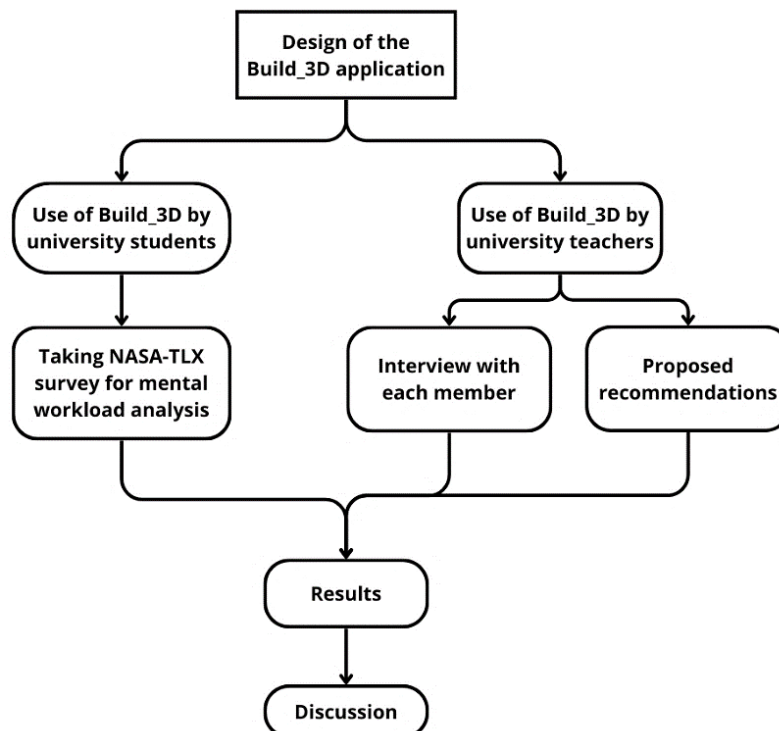 Design of the
Build_3D application
Use of Build_3D by
university students
Use of Build_3D by
university teachers
Taking NASA-TLX
survey for mental
workload analysis
Interview with
each member
Proposed
recommendations
Results
Discussion